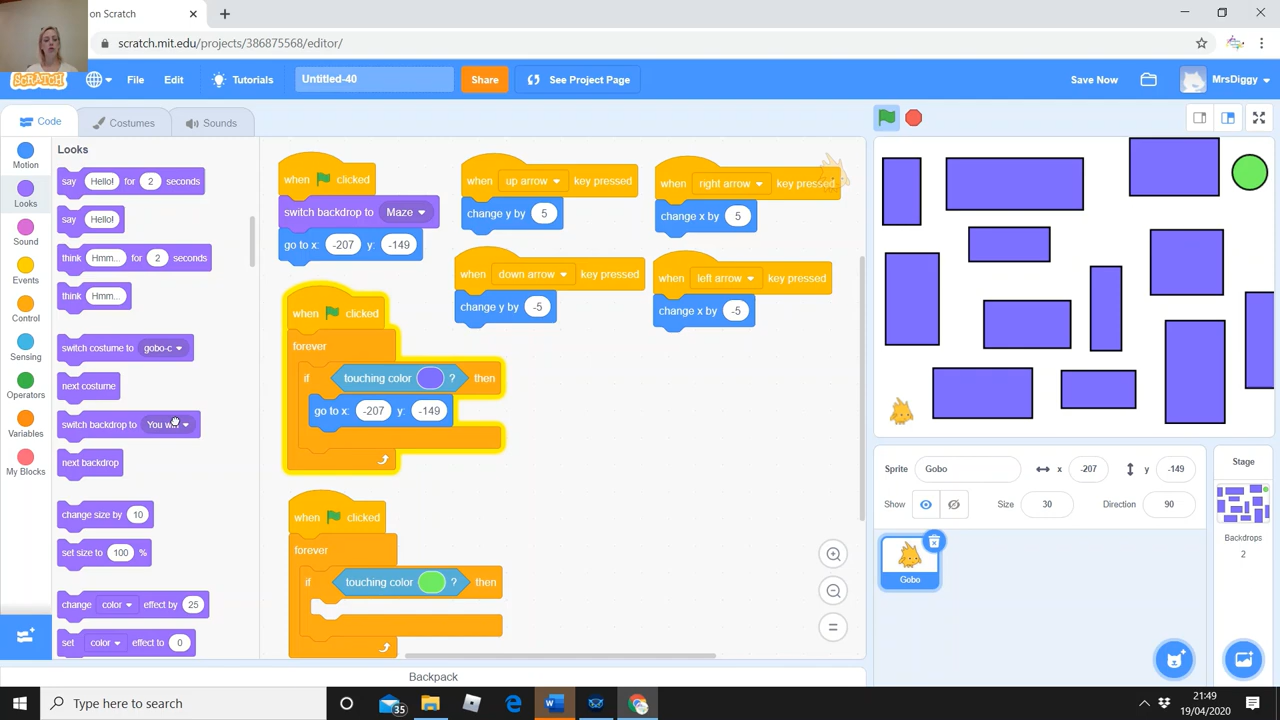 on Scratch
scratch.mit.edu/projects/386875568/editor/
SCRATCH
File
Edit
Tutorials
Untitled-40
Share
See Project Page
Save Now
MrsDiggy
Code
Costumes
Sounds
Motion
Looks
Sound
Events
Control
Sensing
Operators
Variables
My Blocks
Looks
say Hello! for 2 seconds
say Hello!
think Hmm... for 2 seconds
think Hmm...
switch costume to gobo-c
next costume
switch backdrop to You
next backdrop
change size by 10
set size to 100 %
change color effect by 25
set color effect to 0
when clicked
switch backdrop to Maze
go to x: -207 y: -149
when up arrow key pressed
change y by 5
when right arrow key pressed
change x by 5
when down arrow key pressed
change y by -5
when left arrow key pressed
change x by -5
when clicked
forever
if touching color ? then
go to x: -207 y: -149
when clicked
forever
if touching color ? then
Sprite Gobo x -207 y -149
Show Size 30 Direction 90
Gobo
Stage
Backdrops
2
Backpack
Type here to search
35
21:49
19/04/2020